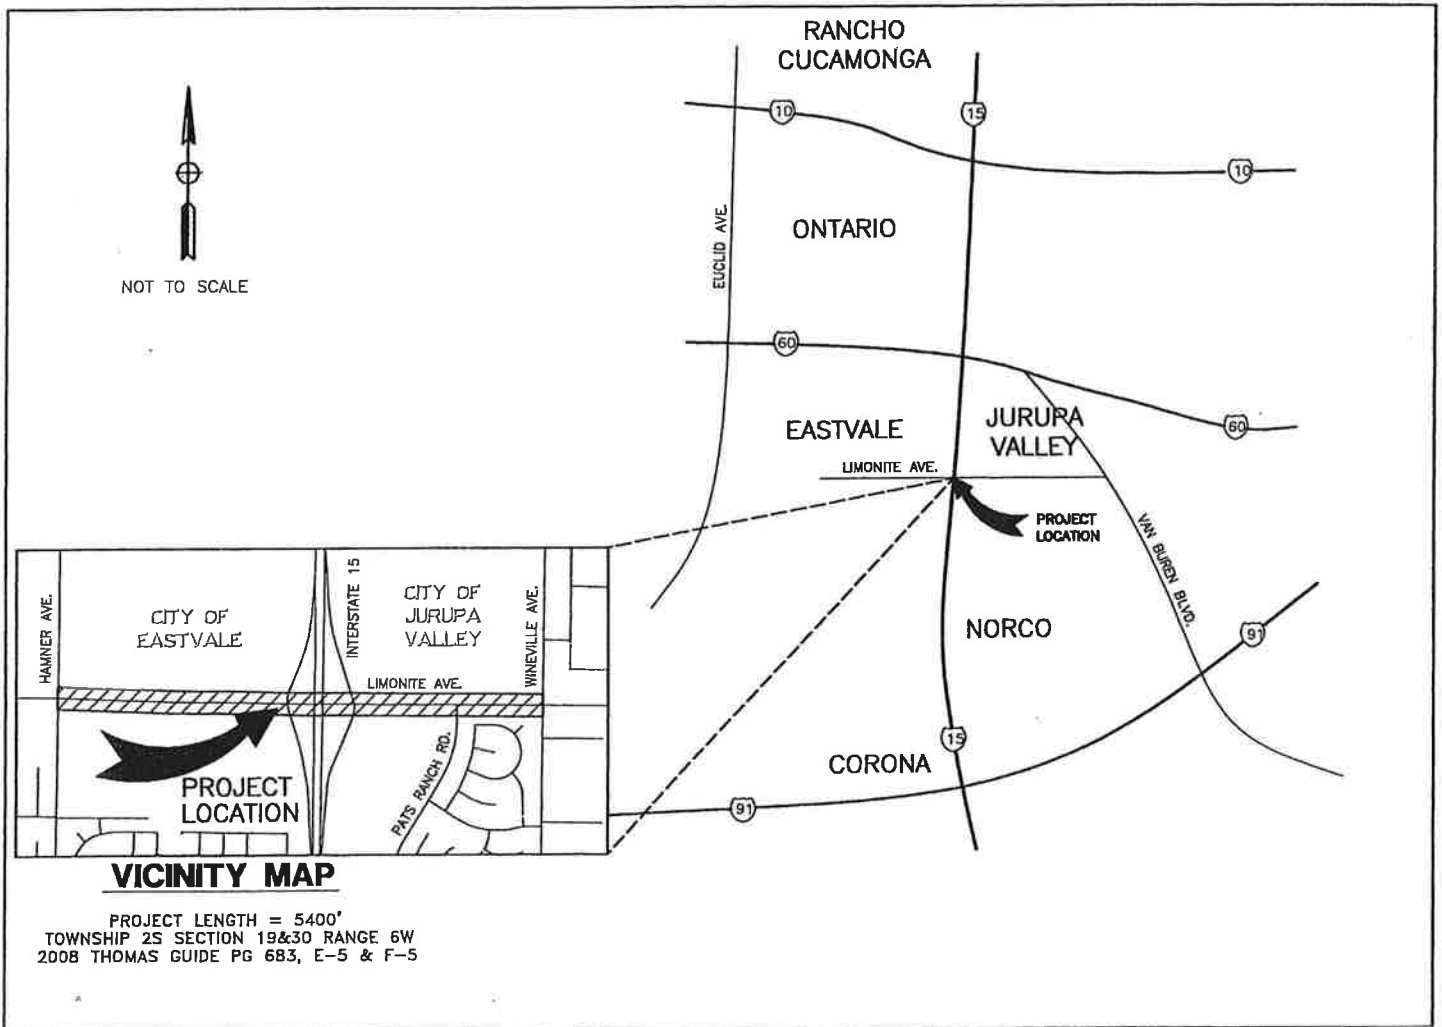 RANCHO
CUCAMONGA
10
15
10
EUCLID AVE.
ONTARIO
NOT TO SCALE
60
EASTVALE
JURUPA
VALLEY
60
LIMONITE AVE.
PROJECT
LOCATION
VAN BUREN BLVD.
NORCO
91
15
CORONA
91
HAMNER AVE.
CITY OF
EASTVALE
INTERSTATE 15
CITY OF
JURUPA
VALLEY
WINEVILLE AVE.
LIMONITE AVE.
PROJECT
LOCATION
PATS RANCH RD.
VICINITY MAP
PROJECT LENGTH = 5400'
TOWNSHIP 2S SECTION 19&30 RANGE 6W
2008 THOMAS GUIDE PG 683, E-5 & F-5